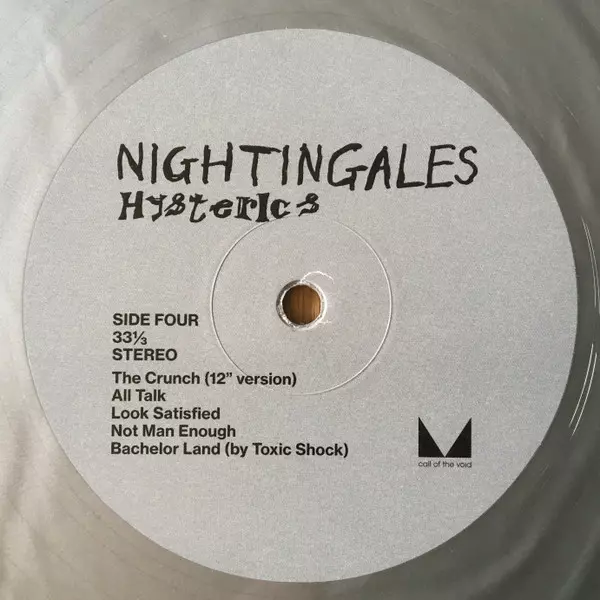 NIGHTINGALES
Hysterics
SIDE FOUR
33⅓
STEREO
The Crunch (12” version)
All Talk
Look Satisfied
Not Man Enough
Bachelor Land (by Toxic Shock)
call of the void